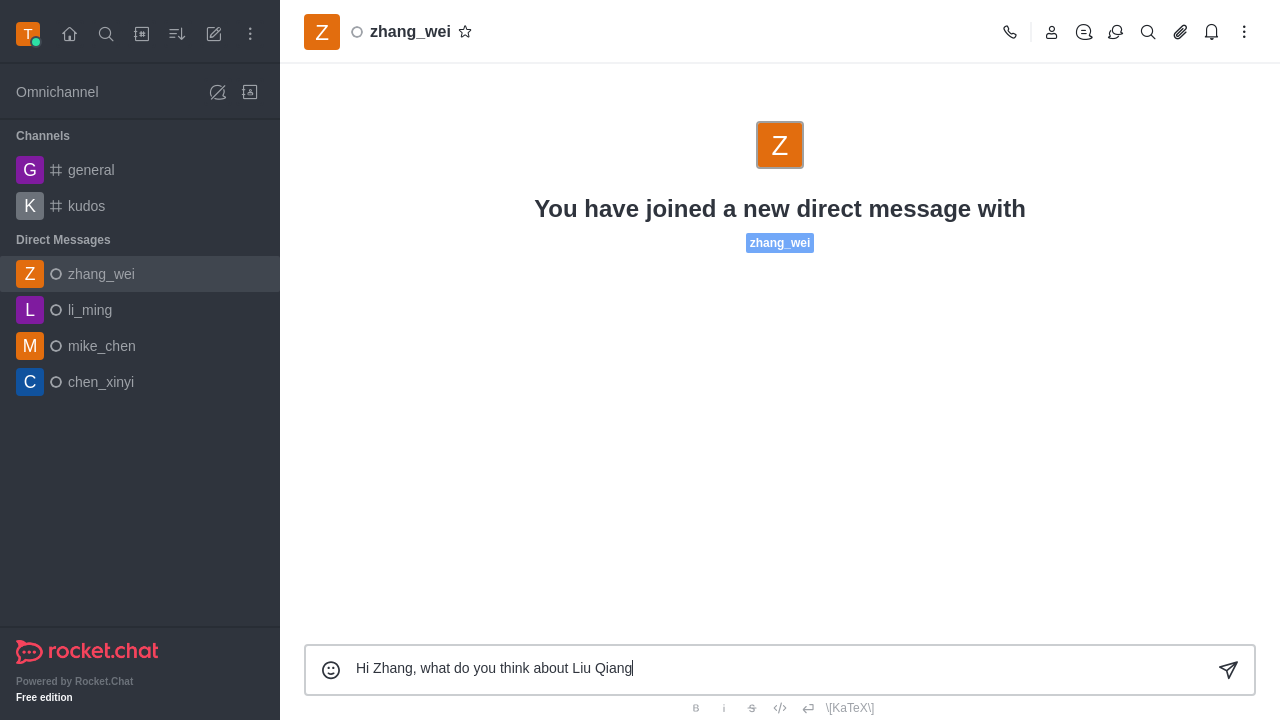 T
Omnichannel
Channels
G general
K kudos
Direct Messages
Z zhang_wei
L li_ming
M mike_chen
C chen_xinyi
rocket.chat
Powered by Rocket.Chat
Free edition
Z zhang_wei
Z
You have joined a new direct message with
zhang_wei
Hi Zhang, what do you think about Liu Qiang
B i S \[KaTeX\]